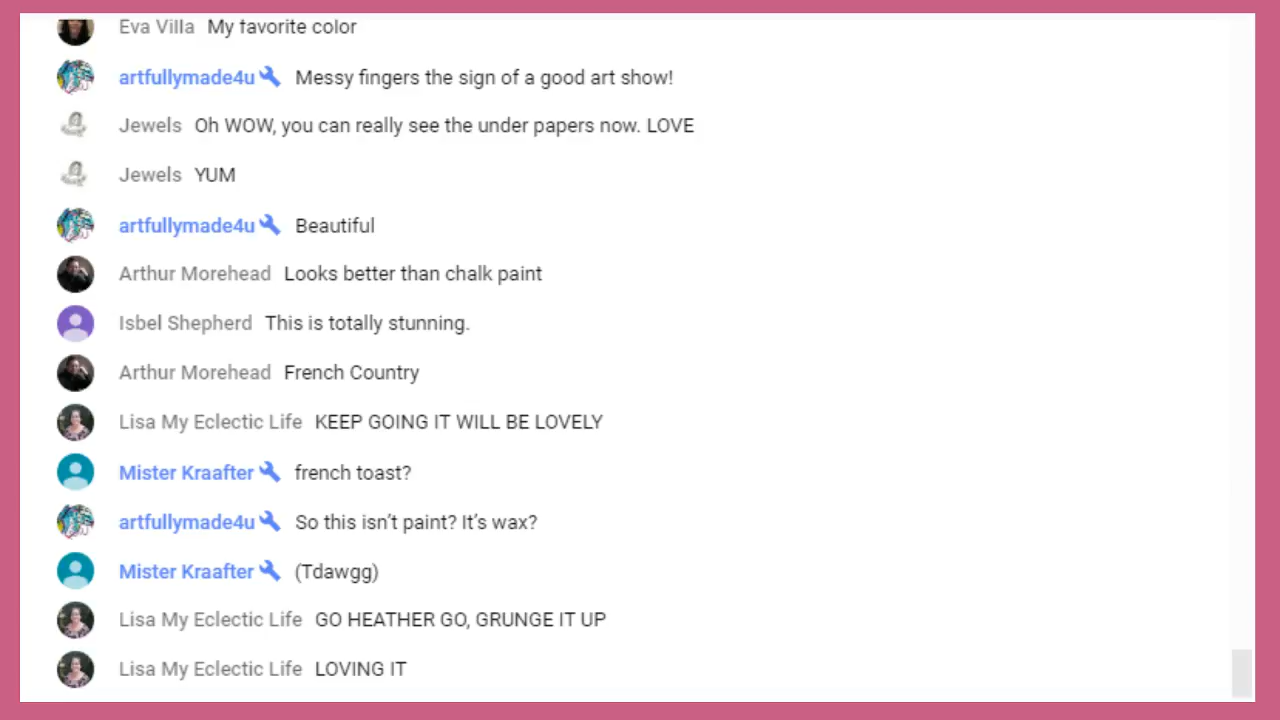 Eva Villa My favorite color
artfullymade4u Messy fingers the sign of a good art show!
Jewels Oh WOW, you can really see the under papers now. LOVE
Jewels YUM
artfullymade4u Beautiful
Arthur Morehead Looks better than chalk paint
Isbel Shepherd This is totally stunning.
Arthur Morehead French Country
Lisa My Eclectic Life KEEP GOING IT WILL BE LOVELY
Mister Kraafter french toast?
artfullymade4u So this isn’t paint? It’s wax?
Mister Kraafter (Tdawgg)
Lisa My Eclectic Life GO HEATHER GO, GRUNGE IT UP
Lisa My Eclectic Life LOVING IT